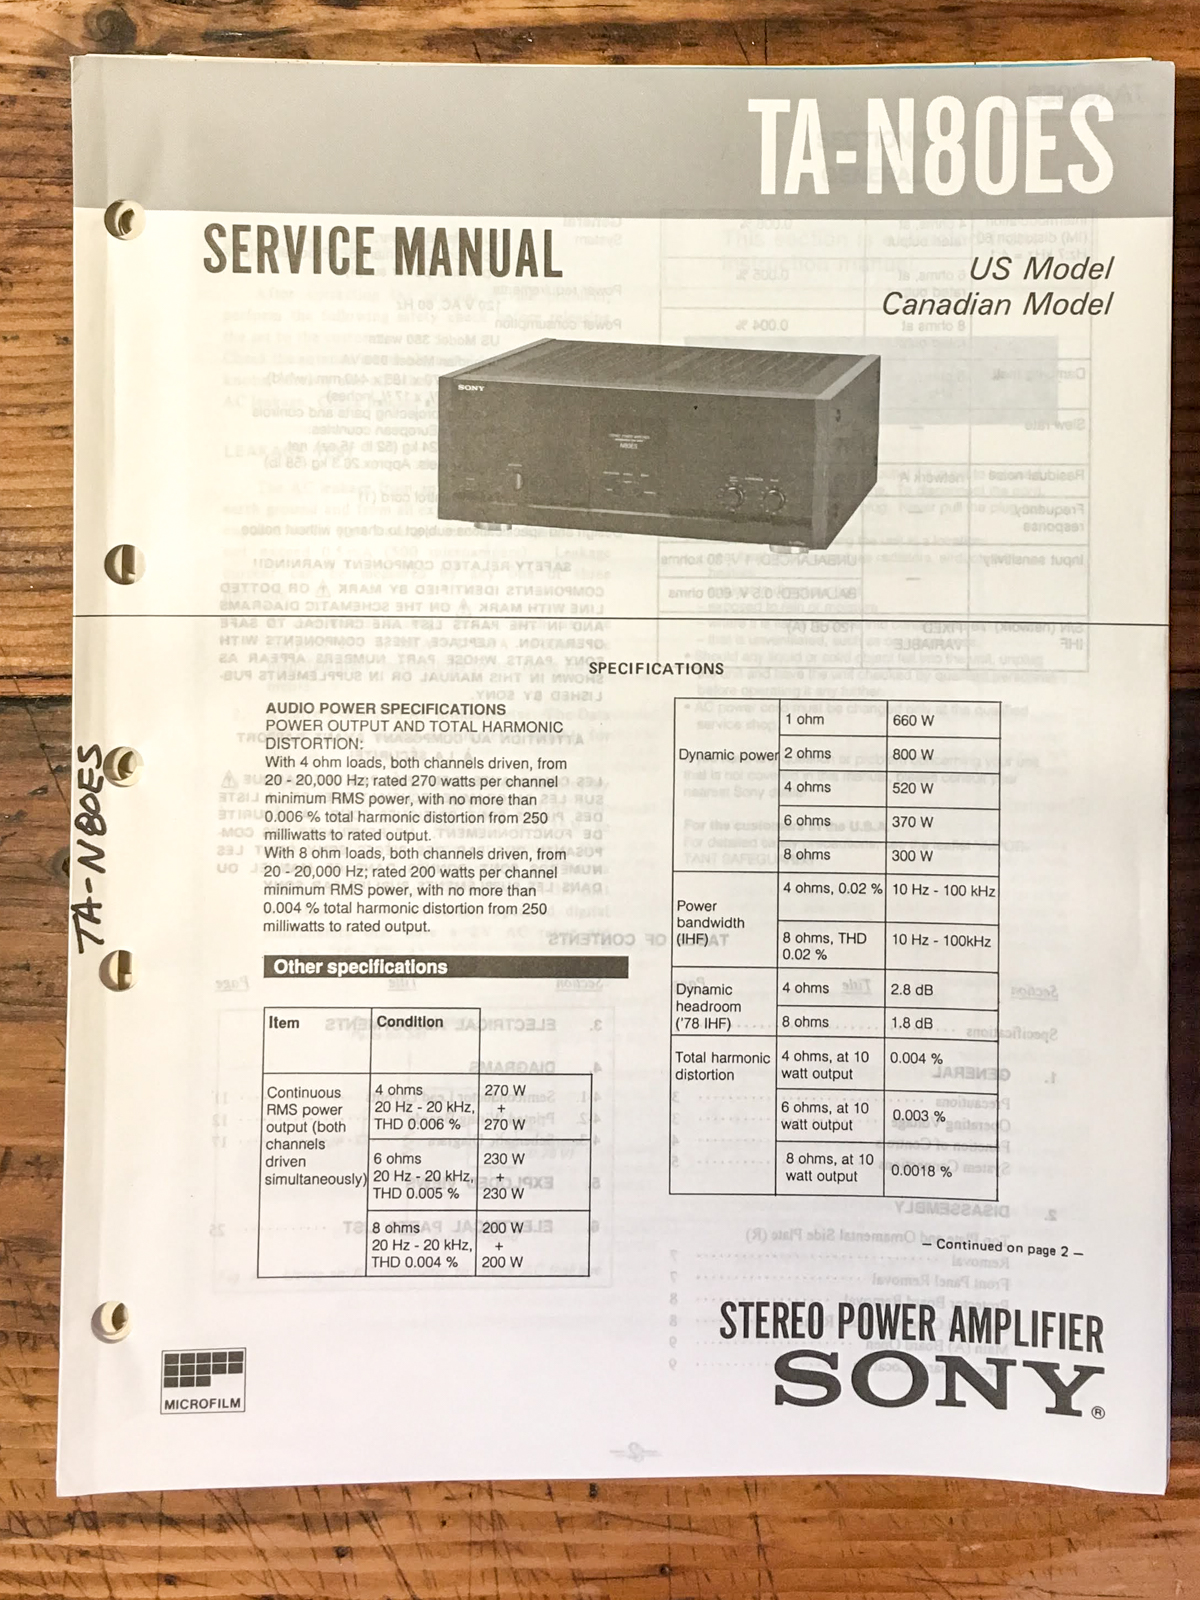 TA-N80ES
SERVICE MANUAL
US Model
Canadian Model
SONY
N80ES
TA-N80ES
SPECIFICATIONS
AUDIO POWER SPECIFICATIONS
POWER OUTPUT AND TOTAL HARMONIC
DISTORTION:
With 4 ohm loads, both channels driven, from
20 - 20,000 Hz; rated 270 watts per channel
minimum RMS power, with no more than
0.006 % total harmonic distortion from 250
milliwatts to rated output.
With 8 ohm loads, both channels driven, from
20 - 20,000 Hz; rated 200 watts per channel
minimum RMS power, with no more than
0.004 % total harmonic distortion from 250
milliwatts to rated output.
Other specifications
Item Condition
Continuous
RMS power
output (both
channels
driven
simultaneously)
4 ohms
20 Hz - 20 kHz,
THD 0.006 %
270 W
+
270 W
6 ohms
20 Hz - 20 kHz,
THD 0.005 %
230 W
+
230 W
8 ohms
20 Hz - 20 kHz,
THD 0.004 %
200 W
+
200 W
Dynamic power
1 ohm 660 W
2 ohms 800 W
4 ohms 520 W
6 ohms 370 W
8 ohms 300 W
Power
bandwidth
(IHF)
4 ohms, 0.02 % 10 Hz - 100 kHz
8 ohms, THD
0.02 %
10 Hz - 100kHz
Dynamic
headroom
('78 IHF)
4 ohms 2.8 dB
8 ohms 1.8 dB
Total harmonic
distortion
4 ohms, at 10
watt output
0.004 %
6 ohms, at 10
watt output
0.003 %
8 ohms, at 10
watt output
0.0018 %
— Continued on page 2 —
STEREO POWER AMPLIFIER
SONY®
MICROFILM